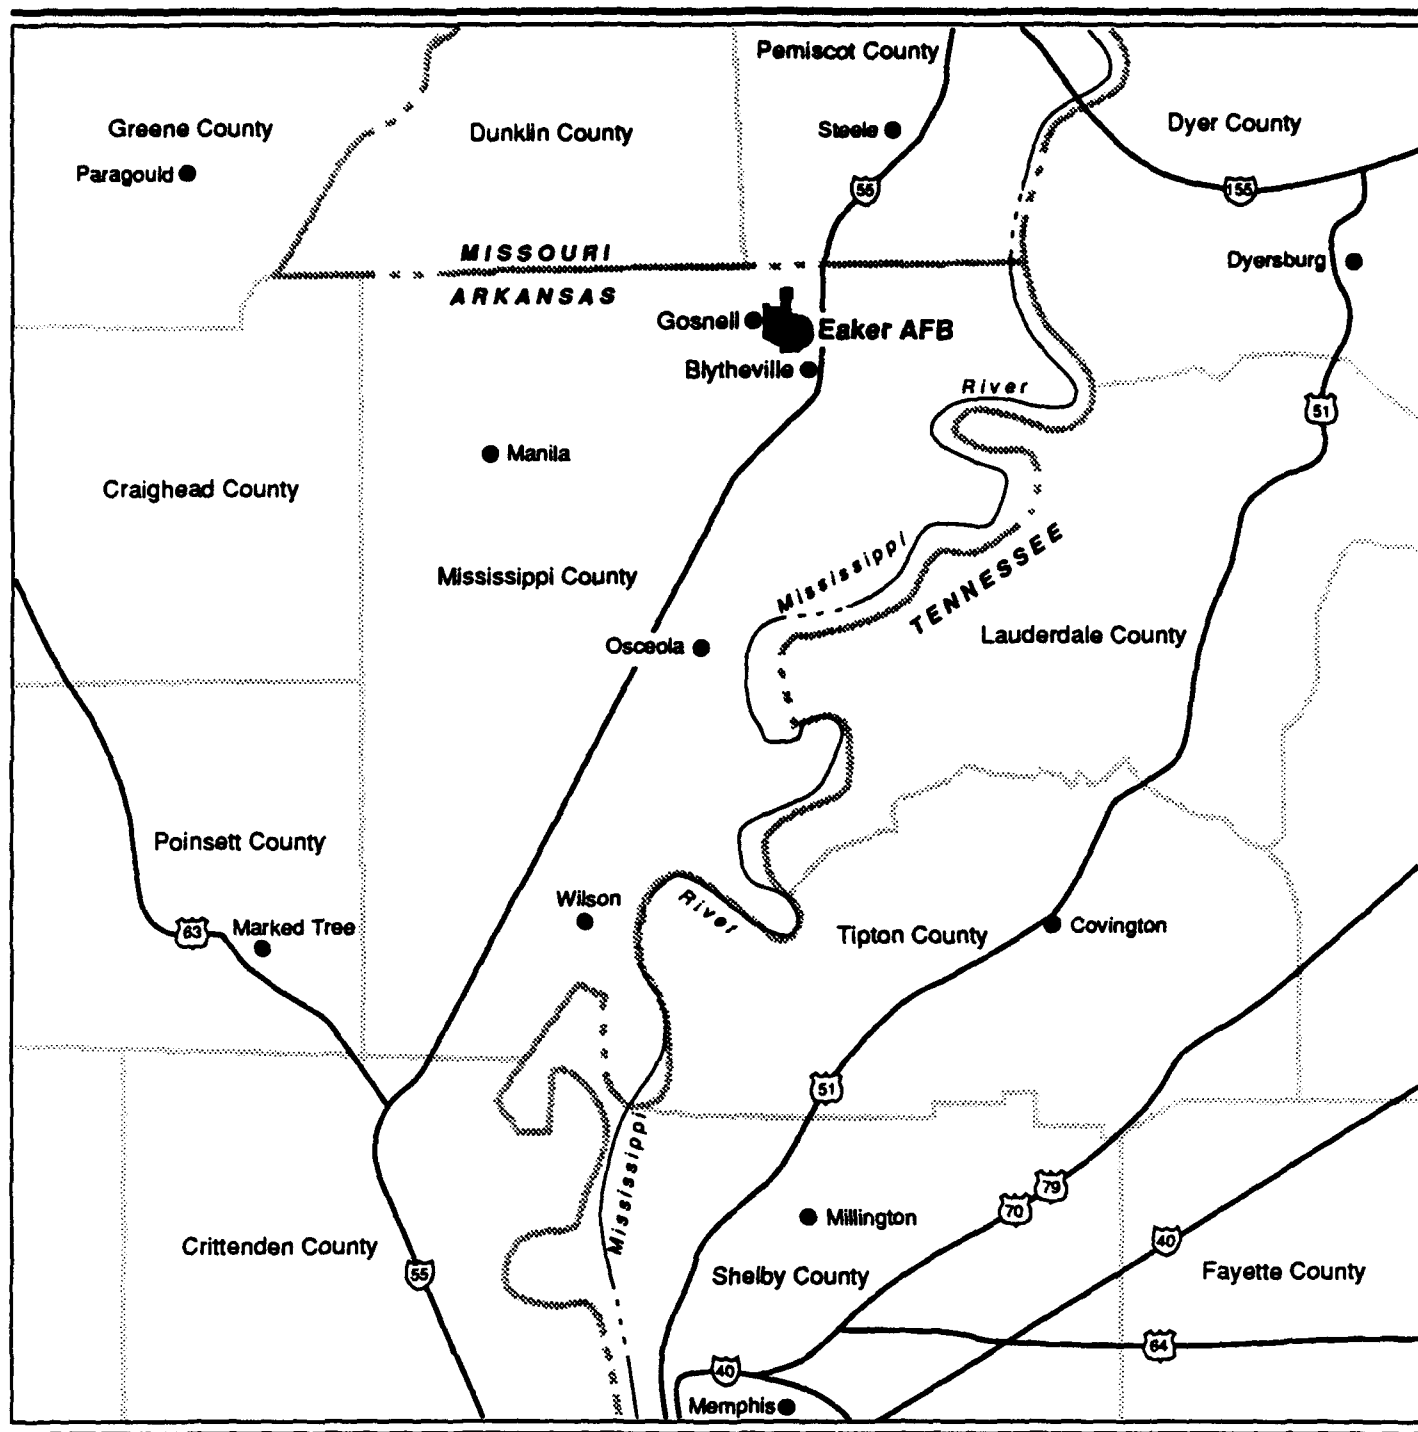 Pemiscot County
Greene County
Dunklin County
Steele
Dyer County
Paragould
55
155
MISSOURI
ARKANSAS
Dyersburg
Gosnell
Eaker AFB
Blytheville
River
51
Manila
Craighead County
Mississippi
TENNESSEE
Mississippi County
Lauderdale County
Osceola
Poinsett County
Wilson
River
63
Marked Tree
Tipton County
Covington
51
Mississippi
79
70
Millington
40
Crittenden County
55
Shelby County
Fayette County
64
40
Memphis